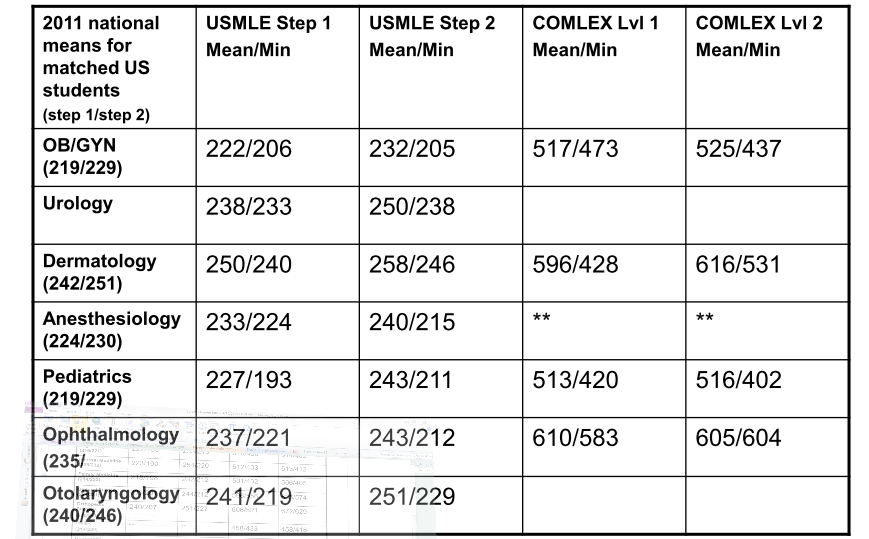 2011 national means for matched US students (step 1/step 2) USMLE Step 1 Mean/Min USMLE Step 2 Mean/Min COMLEX Lvl 1 Mean/Min COMLEX Lvl 2 Mean/Min
OB/GYN (219/229) 222/206 232/205 517/473 525/437
Urology 238/233 250/238
Dermatology (242/251) 250/240 258/246 596/428 616/531
Anesthesiology (224/230) 233/224 240/215 ** **
Pediatrics (219/229) 227/193 243/211 513/420 516/402
Ophthalmology (235/ 237/221 243/212 610/583 605/604
Otolaryngology (240/246) 241/219 251/229